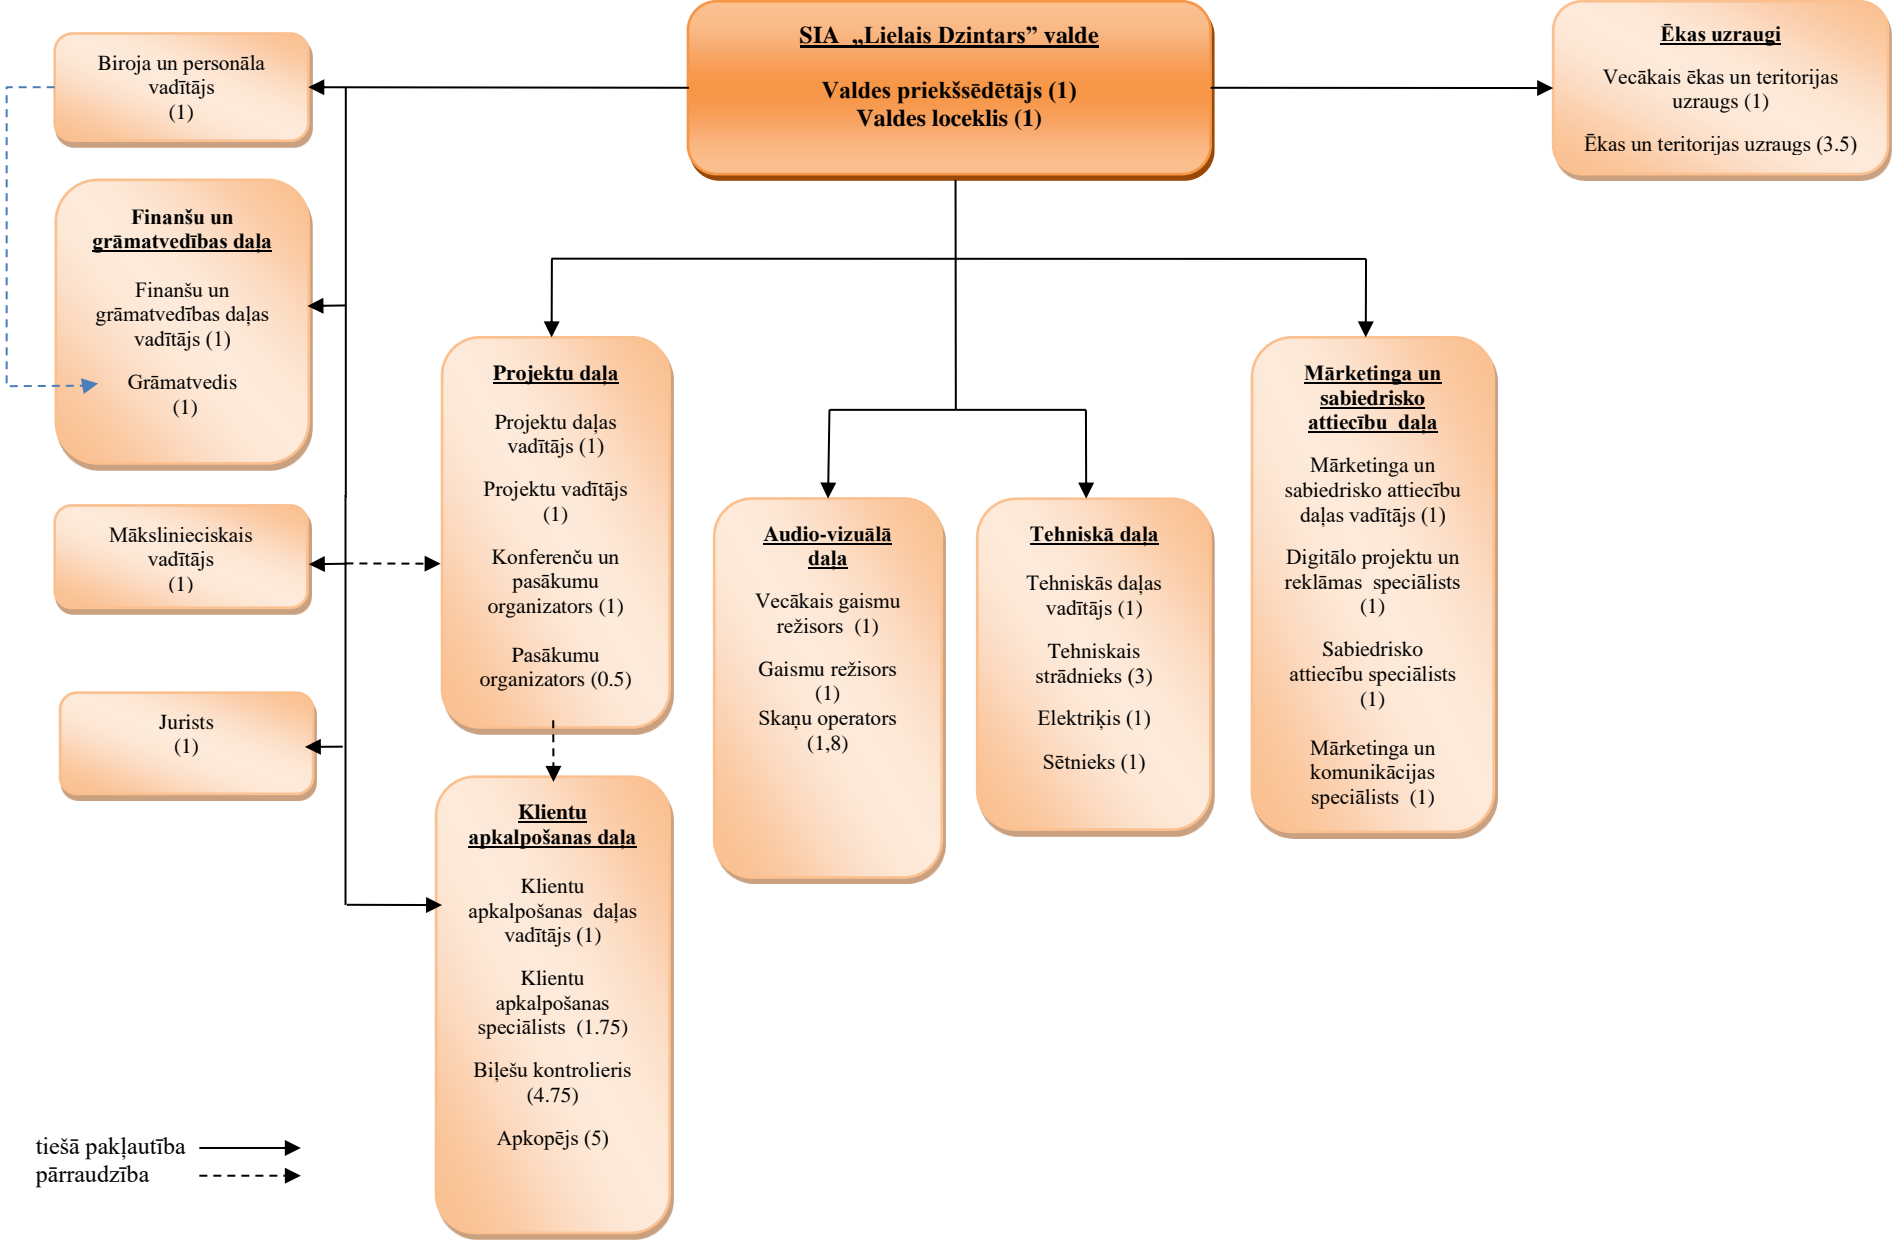 SIA „Lielais Dzintars” valde
Valdes priekšsēdētājs (1)
Valdes loceklis (1)
Ēkas uzraugi
Vecākais ēkas un teritorijas
uzraugs (1)
Ēkas un teritorijas uzraugs (3.5)
Biroja un personāla
vadītājs
(1)
Finanšu un
grāmatvedības daļa
Finanšu un
grāmatvedības daļas
vadītājs (1)
Grāmatvedis
(1)
Mākslinieciskais
vadītājs
(1)
Jurists
(1)
Projektu daļa
Projektu daļas
vadītājs (1)
Projektu vadītājs
(1)
Konferenču un
pasākumu
organizators (1)
Pasākumu
organizators (0.5)
Klientu
apkalpošanas daļa
Klientu
apkalpošanas daļas
vadītājs (1)
Klientu
apkalpošanas
speciālists (1.75)
Biļešu kontrolieris
(4.75)
Apkopējs (5)
Audio-vizuālā
daļa
Vecākais gaismu
režisors (1)
Gaismu režisors
(1)
Skaņu operators
(1,8)
Tehniskā daļa
Tehniskās daļas
vadītājs (1)
Tehniskais
strādnieks (3)
Elektriķis (1)
Sētnieks (1)
Mārketinga un
sabiedrisko
attiecību daļa
Mārketinga un
sabiedrisko attiecību
daļas vadītājs (1)
Digitālo projektu un
reklāmas speciālists
(1)
Sabiedrisko
attiecību speciālists
(1)
Mārketinga un
komunikācijas
speciālists (1)
tiešā pakļautība
pārraudzība